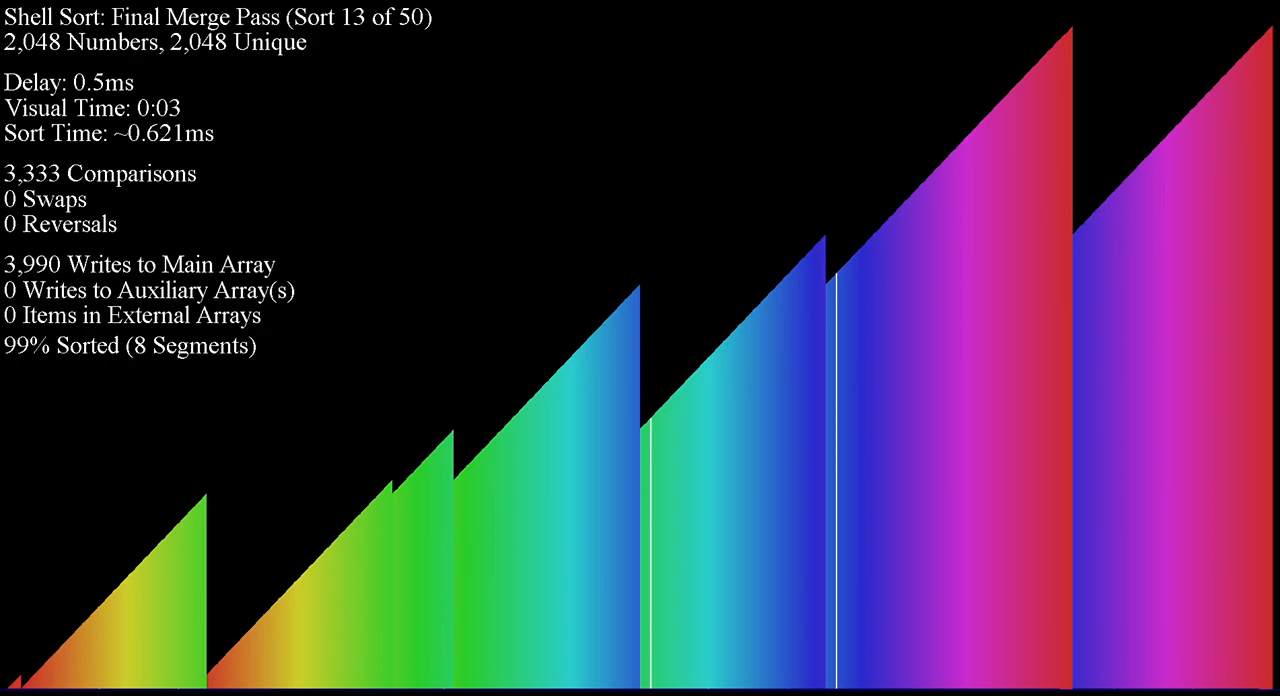 Shell Sort: Final Merge Pass (Sort 13 of 50)
2,048 Numbers, 2,048 Unique
Delay: 0.5ms
Visual Time: 0:03
Sort Time: ~0.621ms
3,333 Comparisons
0 Swaps
0 Reversals
3,990 Writes to Main Array
0 Writes to Auxiliary Array(s)
0 Items in External Arrays
99% Sorted (8 Segments)